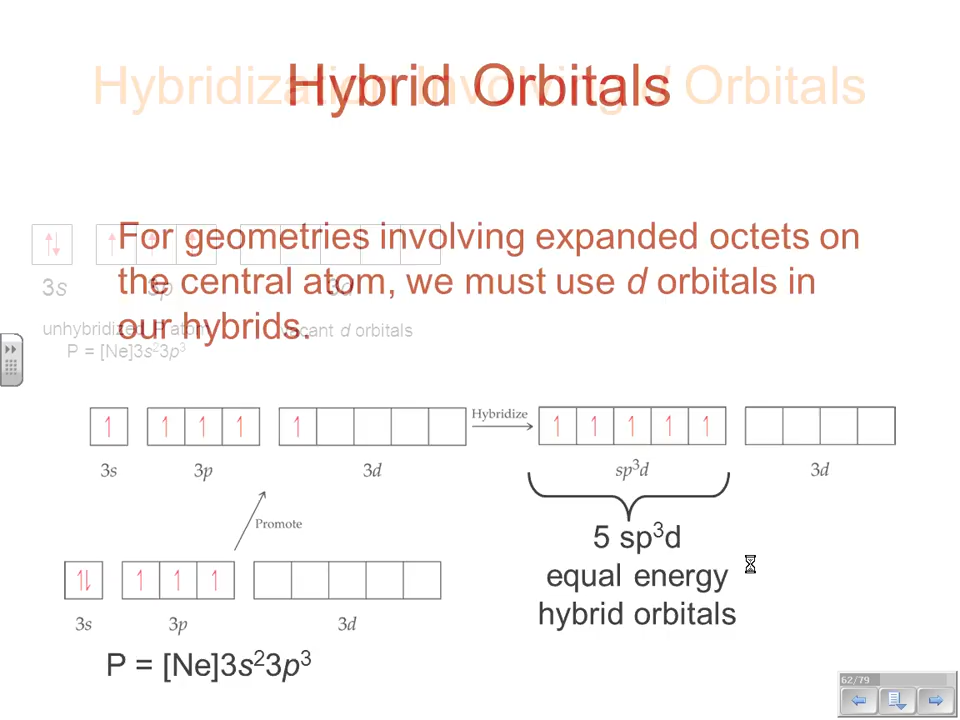 Hybridization Involving d Orbitals
Hybrid Orbitals
For geometries involving expanded octets on
the central atom, we must use d orbitals in
our hybrids.
3s 3p 3d
unhybridized P atom
P = [Ne]3s²3p³
vacant d orbitals
Hybridize
3s 3p 3d sp³d 3d
Promote
5 sp³d
equal energy
hybrid orbitals
3s 3p 3d
P = [Ne]3s²3p³
62/79